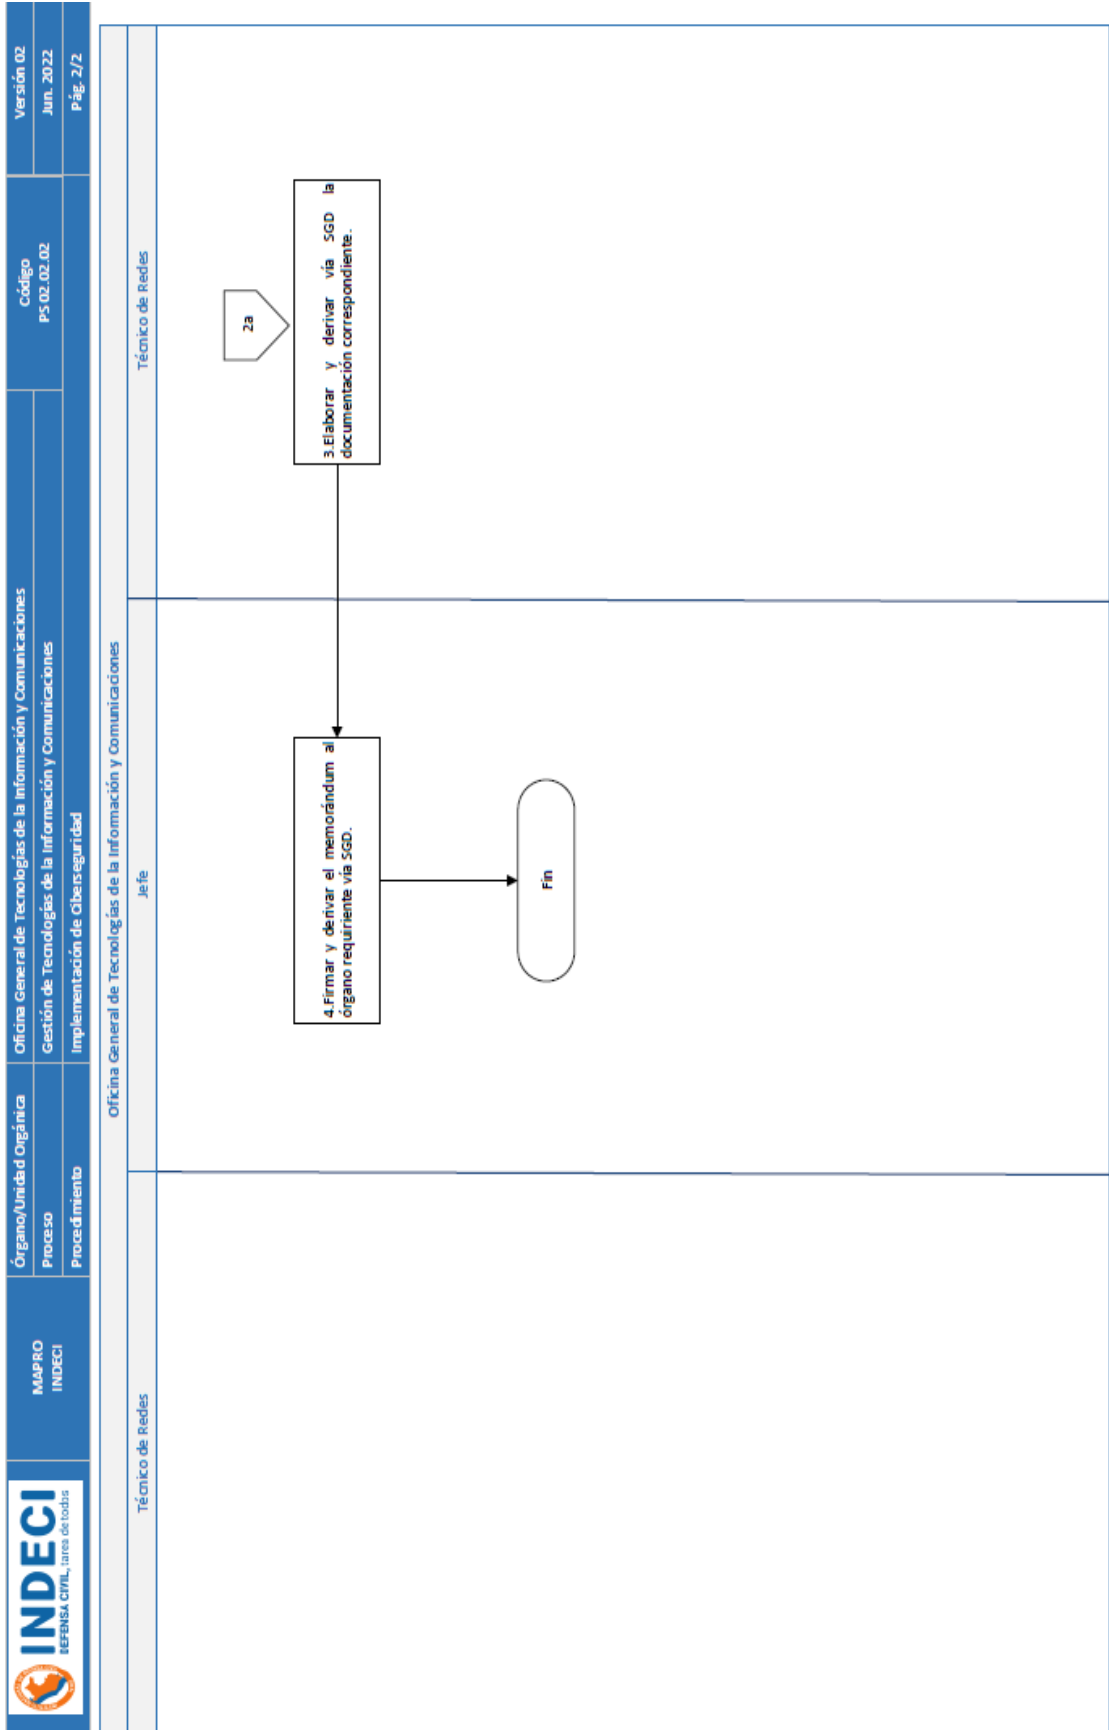 INDECI
DEFENSA CIVIL, tarea de todos
MAPRO
INDECI
Órgano/Unidad Orgánica
Oficina General de Tecnologías de la Información y Comunicaciones
Código
PS 02.02.02
Versión 02
Proceso
Gestión de Tecnologías de la Información y Comunicaciones
Jun. 2022
Procedimiento
Implementación de Ciberseguridad
Pág. 2/2
Oficina General de Tecnologías de la Información y Comunicaciones
Técnico de Redes
Jefe
Técnico de Redes
2a
4.Firmar y derivar el memorándum al
órgano requiriente vía SGD.
3.Elaborar y derivar vía SGD la
documentación correspondiente.
Fin